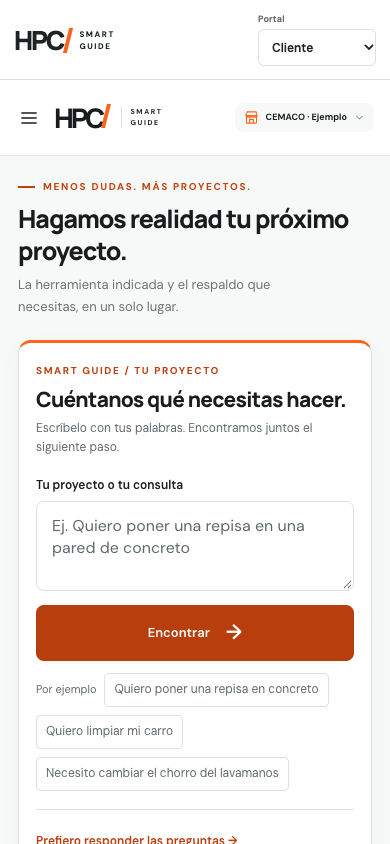 Portal
HPC/ SMART GUIDE
Cliente
HPC/ SMART GUIDE
CEMACO · Ejemplo
MENOS DUDAS. MÁS PROYECTOS.
Hagamos realidad tu próximo
proyecto.
La herramienta indicada y el respaldo que
necesitas, en un solo lugar.
SMART GUIDE / TU PROYECTO
Cuéntanos qué necesitas hacer.
Escríbelo con tus palabras. Encontramos juntos el
siguiente paso.
Tu proyecto o tu consulta
Ej. Quiero poner una repisa en una
pared de concreto
Encontrar →
Por ejemplo
Quiero poner una repisa en concreto
Quiero limpiar mi carro
Necesito cambiar el chorro del lavamanos
Prefiero responder las preguntas →